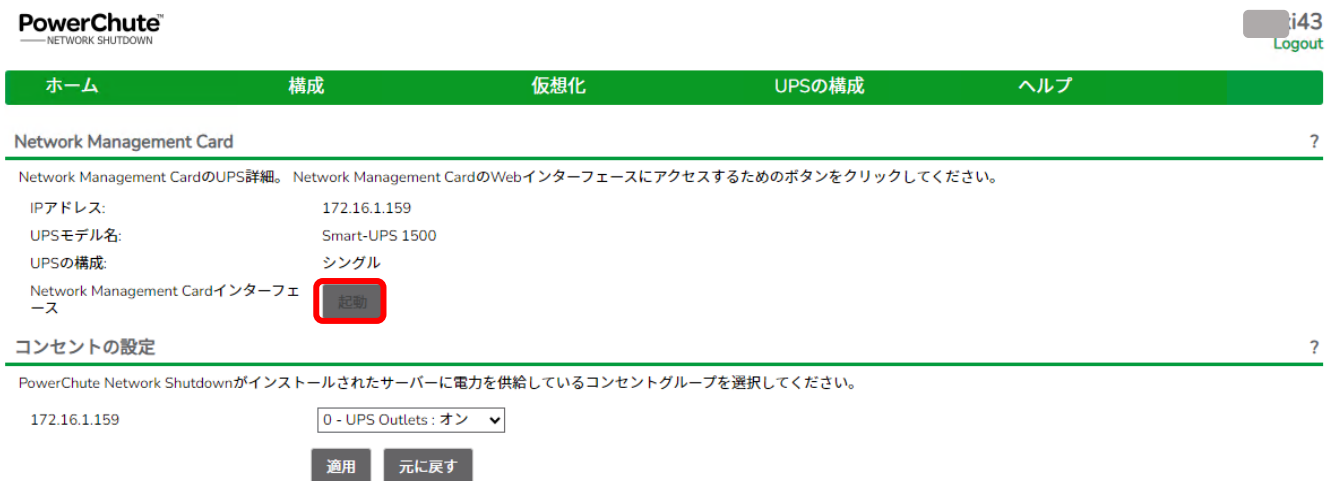 PowerChute™
NETWORK SHUTDOWN
i43
Logout
ホーム 構成 仮想化 UPSの構成 ヘルプ
Network Management Card ?
Network Management CardのUPS詳細。 Network Management CardのWebインターフェースにアクセスするためのボタンをクリックしてください。
IPアドレス: 172.16.1.159
UPSモデル名: Smart-UPS 1500
UPSの構成: シングル
Network Management Cardインターフェ
ース
起動
コンセントの設定 ?
PowerChute Network Shutdownがインストールされたサーバーに電力を供給しているコンセントグループを選択してください。
172.16.1.159 0 - UPS Outlets : オン
適用 元に戻す